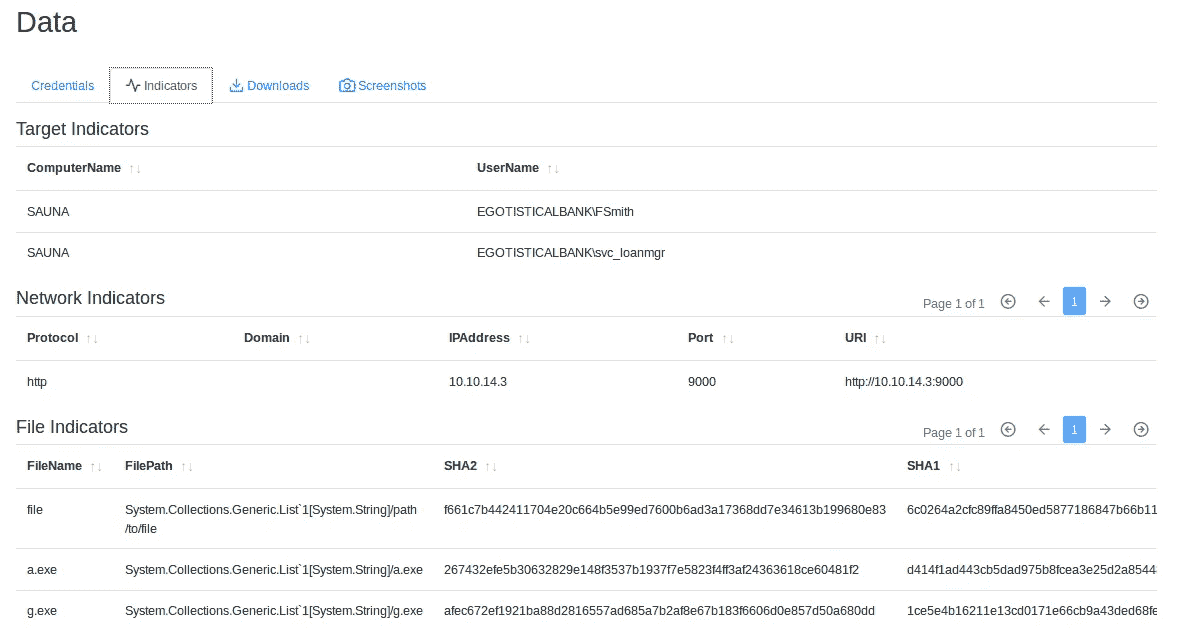 Data
Credentials Indicators Downloads Screenshots
Target Indicators
ComputerName ↑↓ UserName ↑↓
SAUNA EGOTISTICALBANK\FSmith
SAUNA EGOTISTICALBANK\svc_loanmgr
Network Indicators Page 1 of 1 1
Protocol ↑↓ Domain ↑↓ IPAddress ↑↓ Port ↑↓ URI ↑↓
http 10.10.14.3 9000 http://10.10.14.3:9000
File Indicators Page 1 of 1 1
FileName ↑↓ FilePath ↑↓ SHA2 ↑↓ SHA1 ↑↓
file System.Collections.Generic.List`1[System.String]/path f661c7b442411704e20c664b5e99ed7600b6ad3a17368dd7e34613b199680e83 6c0264a2cfc89ffa8450ed5877186847b66b11
/to/file
a.exe System.Collections.Generic.List`1[System.String]/a.exe 267432efe5b30632829e148f3537b1937f7e5823f4ff3af24363618ce60481f2 d414f1ad443cb5dad975b8fcea3e25d2a8544
g.exe System.Collections.Generic.List`1[System.String]/g.exe afec672ef1921ba88d2816557ad685a7b2af8e67b183f6606d0e857d50a680dd 1ce5e4b16211e13cd0171e66cb9a43ded68fe